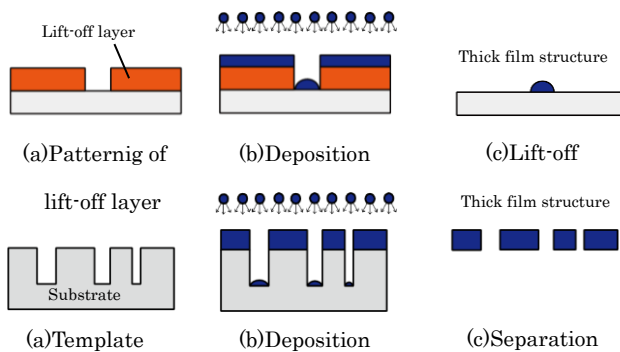 Lift-off layer
Thick film structure
(a)Patternig of
(b)Deposition
(c)Lift-off
lift-off layer
Thick film structure
Substrate
(a)Template
(b)Deposition
(c)Separation